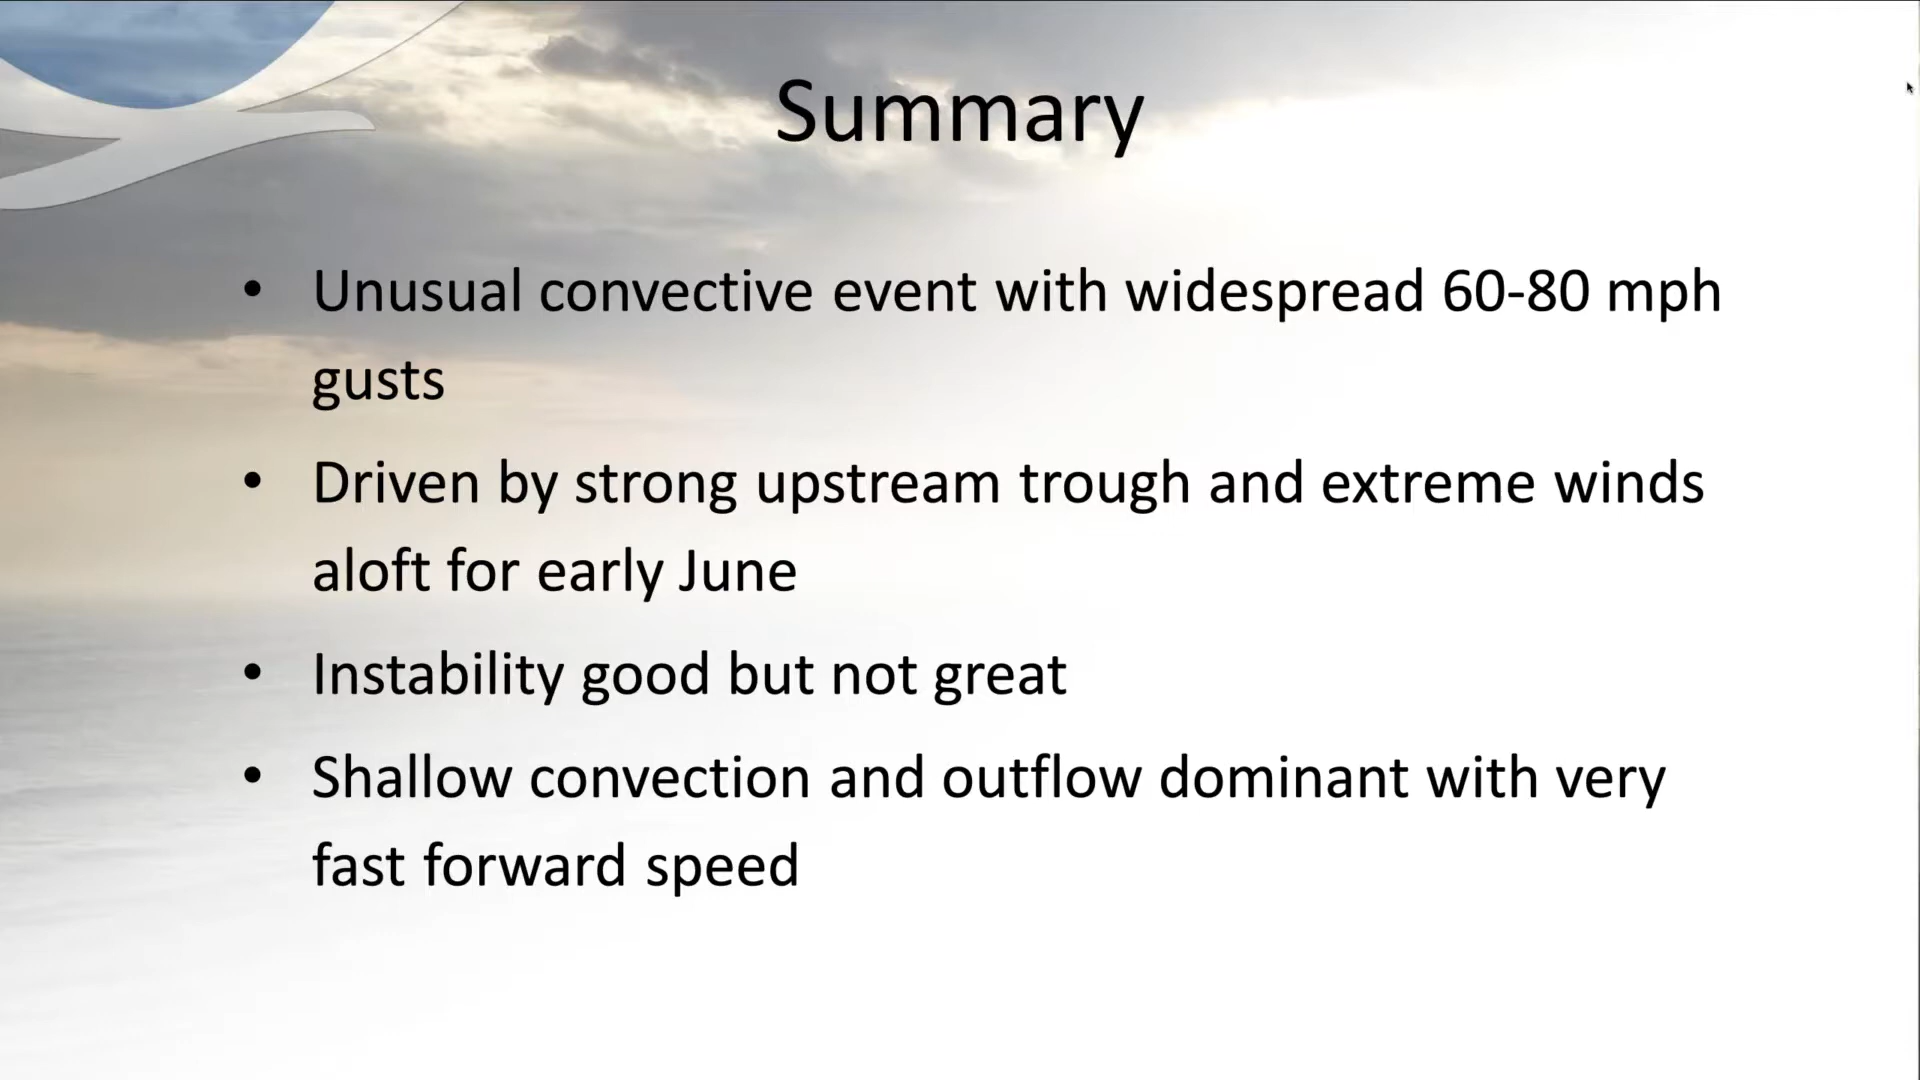 Summary
• Unusual convective event with widespread 60-80 mph
gusts
• Driven by strong upstream trough and extreme winds
aloft for early June
• Instability good but not great
• Shallow convection and outflow dominant with very
fast forward speed